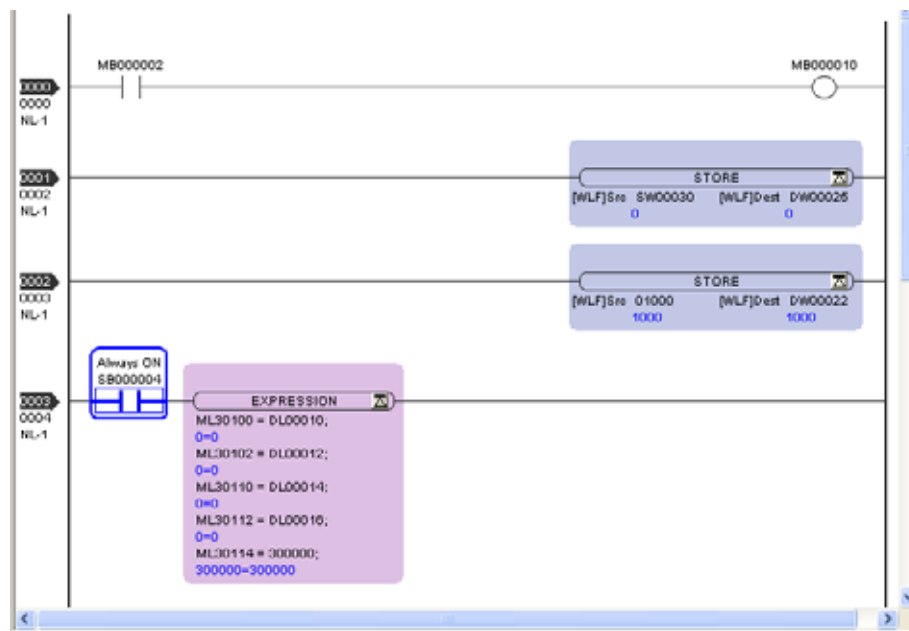 MB000002
MB000010
0000
0000
NL-1
0001
0002
NL-1
STORE
[WLF]Src SW00030 [WLF]Dest DW00026
0 0
0002
0003
NL-1
STORE
[WLF]Src 01000 [WLF]Dest DW00022
1000 1000
Always ON
SB000004
0003
0004
NL-1
EXPRESSION
ML30100 = DL00010;
0=0
ML30102 = DL00012;
0=0
ML30110 = DL00014;
0=0
ML30112 = DL00016;
0=0
ML30114 = 300000;
300000=300000